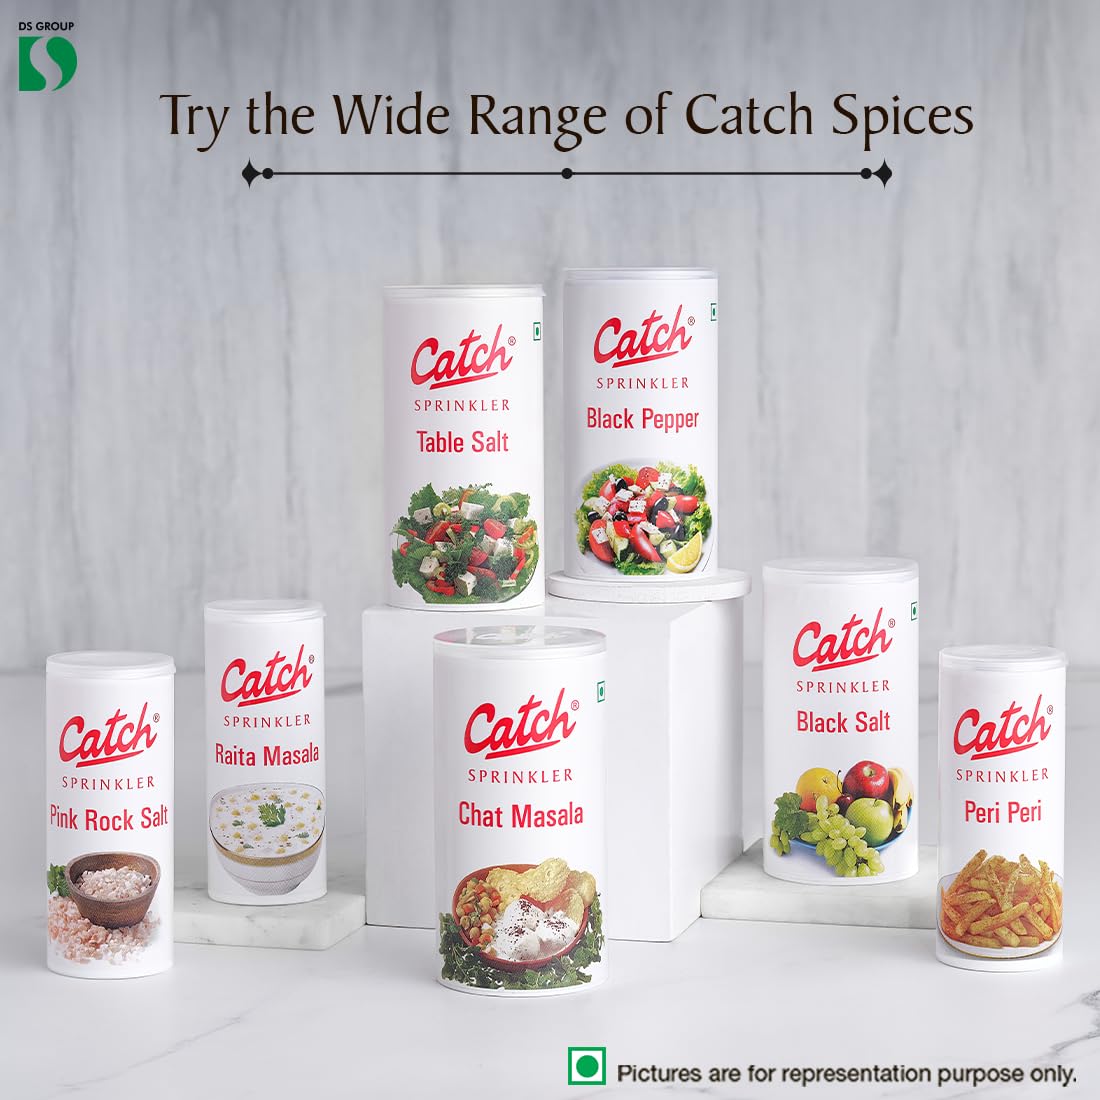 DS GROUP
Try the Wide Range of Catch Spices
Catch®
SPRINKLER
Table Salt
Catch®
SPRINKLER
Black Pepper
Catch®
SPRINKLER
Pink Rock Salt
Catch®
SPRINKLER
Raita Masala
Catch®
SPRINKLER
Chat Masala
Catch®
SPRINKLER
Black Salt
Catch®
SPRINKLER
Peri Peri
Pictures are for representation purpose only.